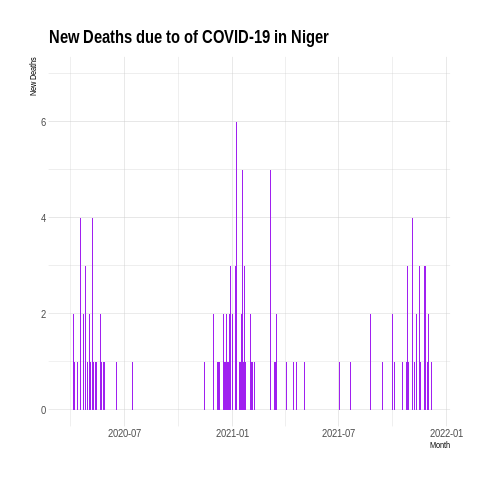 New Deaths due to of COVID-19 in Niger
New Deaths
6
4
2
0
2020-07
2021-01
2021-07
2022-01
Month